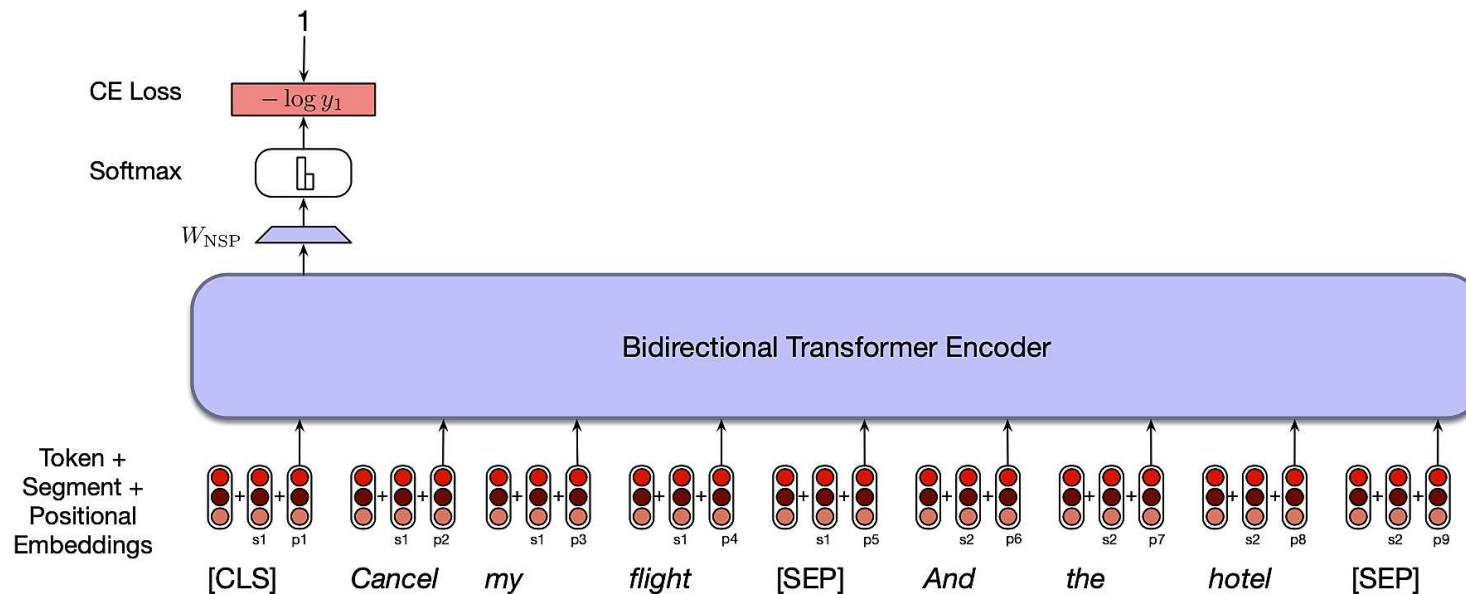 1
CE Loss
− log y₁
Softmax
W_NSP
Bidirectional Transformer Encoder
Token +
Segment +
Positional
Embeddings
+ + + + + + + + + + + + + + + + + +
s1 p1 s1 p2 s1 p3 s1 p4 s1 p5 s2 p6 s2 p7 s2 p8 s2 p9
[CLS] Cancel my flight [SEP] And the hotel [SEP]